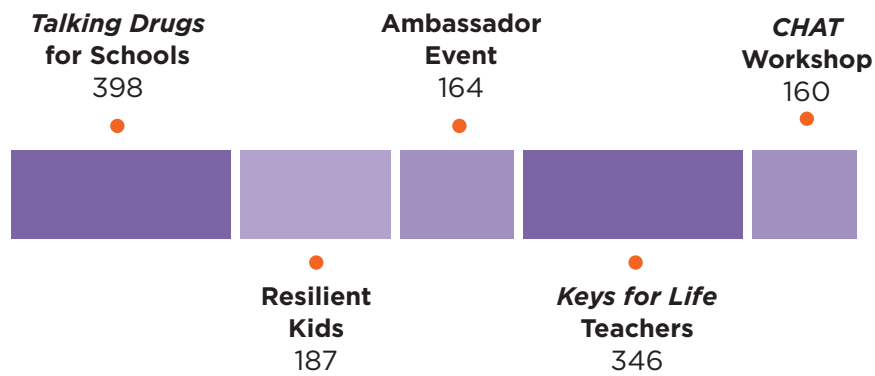 Talking Drugs
for Schools
398
Ambassador
Event
164
CHAT
Workshop
160
Resilient
Kids
187
Keys for Life
Teachers
346